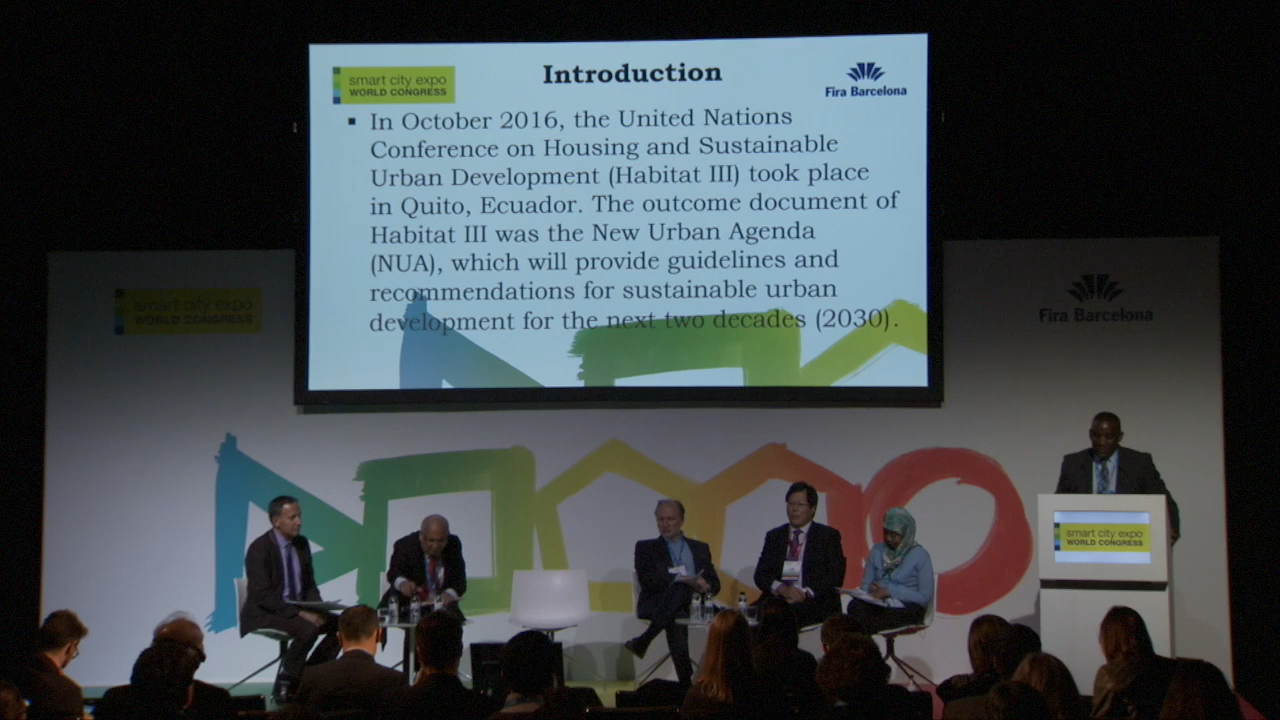 smart city expo
WORLD CONGRESS
Introduction
Fira Barcelona
▪ In October 2016, the United Nations
Conference on Housing and Sustainable
Urban Development (Habitat III) took place
in Quito, Ecuador. The outcome document of
Habitat III was the New Urban Agenda
(NUA), which will provide guidelines and
recommendations for sustainable urban
development for the next two decades (2030).
smart city expo
WORLD CONGRESS
Fira Barcelona
smart city expo
WORLD CONGRESS